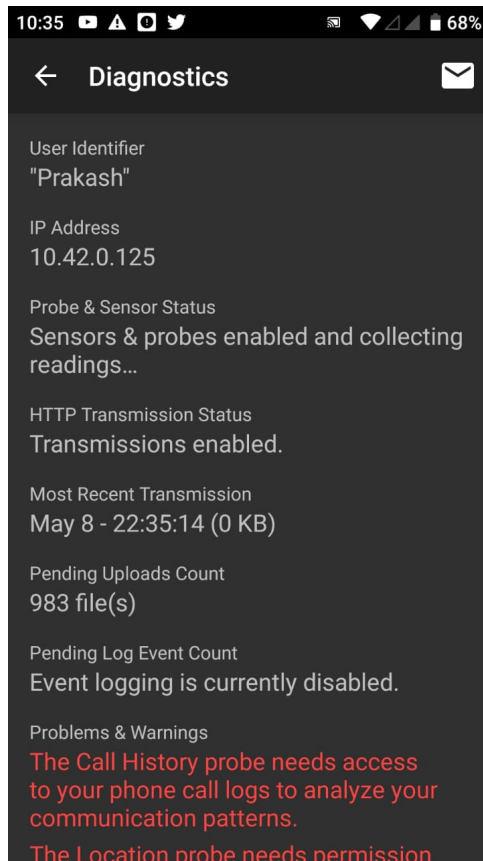 10:35 68%
Diagnostics
User Identifier
"Prakash"
IP Address
10.42.0.125
Probe & Sensor Status
Sensors & probes enabled and collecting
readings…
HTTP Transmission Status
Transmissions enabled.
Most Recent Transmission
May 8 - 22:35:14 (0 KB)
Pending Uploads Count
983 file(s)
Pending Log Event Count
Event logging is currently disabled.
Problems & Warnings
The Call History probe needs access
to your phone call logs to analyze your
communication patterns.
The Location probe needs permission